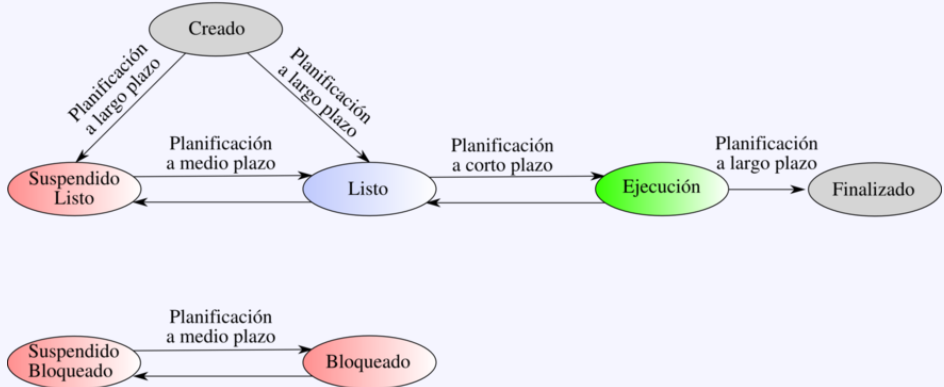 Creado
Planificación
a largo plazo
Planificación
a largo plazo
Planificación
a medio plazo
Planificación
a corto plazo
Planificación
a largo plazo
Suspendido
Listo
Listo
Ejecución
Finalizado
Planificación
a medio plazo
Suspendido
Bloqueado
Bloqueado